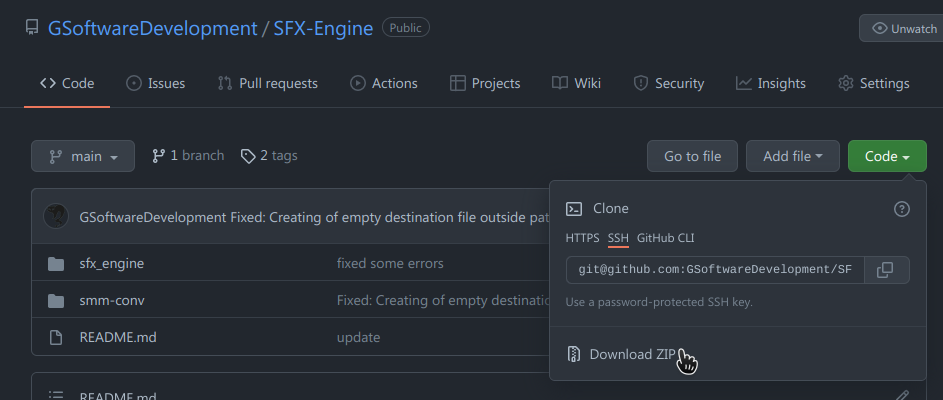 GSoftwareDevelopment / SFX-Engine Public Unwatch
Code Issues Pull requests Actions Projects Wiki Security Insights Settings
main 1 branch 2 tags Go to file Add file Code
GSoftwareDevelopment Fixed: Creating of empty destination file outside pat
sfx_engine fixed some errors
smm-conv Fixed: Creating of empty destinatio
README.md update
README.md
Clone
HTTPS SSH GitHub CLI
git@github.com:GSoftwareDevelopment/SF
Use a password-protected SSH key.
Download ZIP